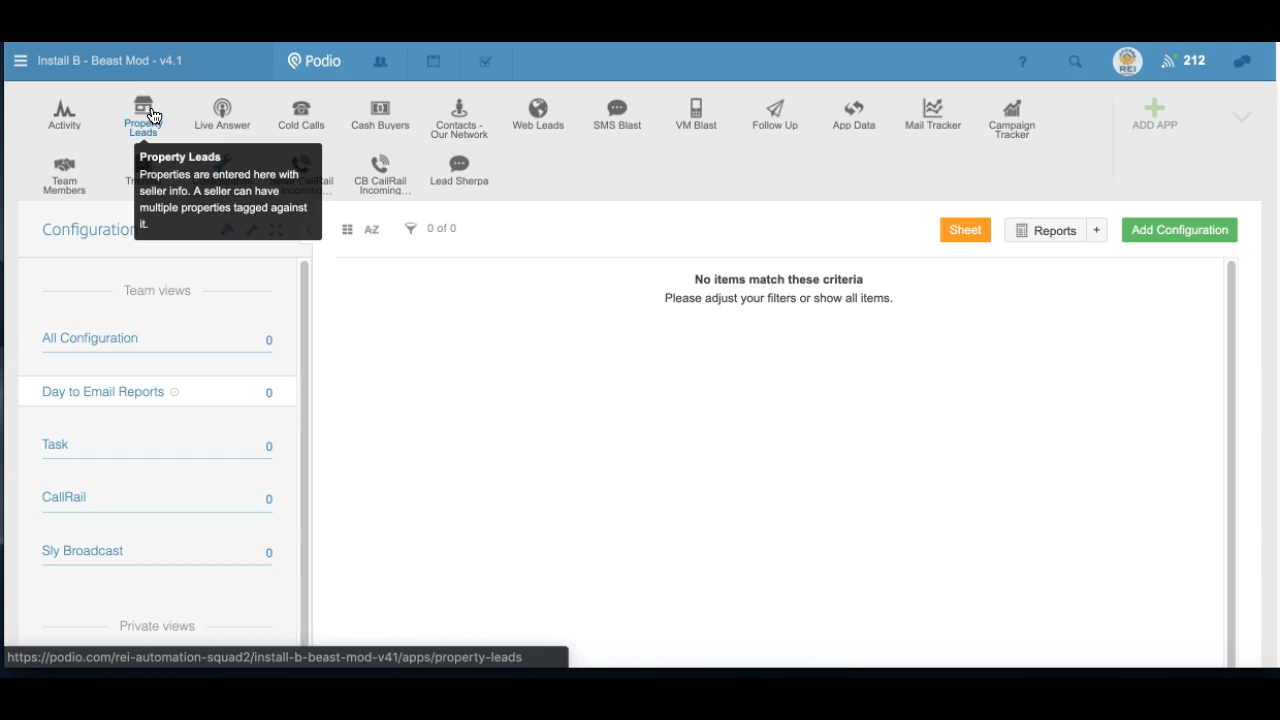 Install B - Beast Mod - v4.1
Podio
?
REI
212
Activity
Property Leads
Live Answer
Cold Calls
Cash Buyers
Contacts - Our Network
Web Leads
SMS Blast
VM Blast
Follow Up
App Data
Mail Tracker
Campaign Tracker
ADD APP
Team Members
CallRail Incoming...
CB CallRail Incoming...
Lead Sherpa
Property Leads
Properties are entered here with
seller info. A seller can have
multiple properties tagged against
it.
Configuration
AZ
0 of 0
Sheet
Reports
+
Add Configuration
No items match these criteria
Please adjust your filters or show all items.
Team views
All Configuration 0
Day to Email Reports 0
Task 0
CallRail 0
Sly Broadcast 0
Private views
https://podio.com/rei-automation-squad2/install-b-beast-mod-v41/apps/property-leads